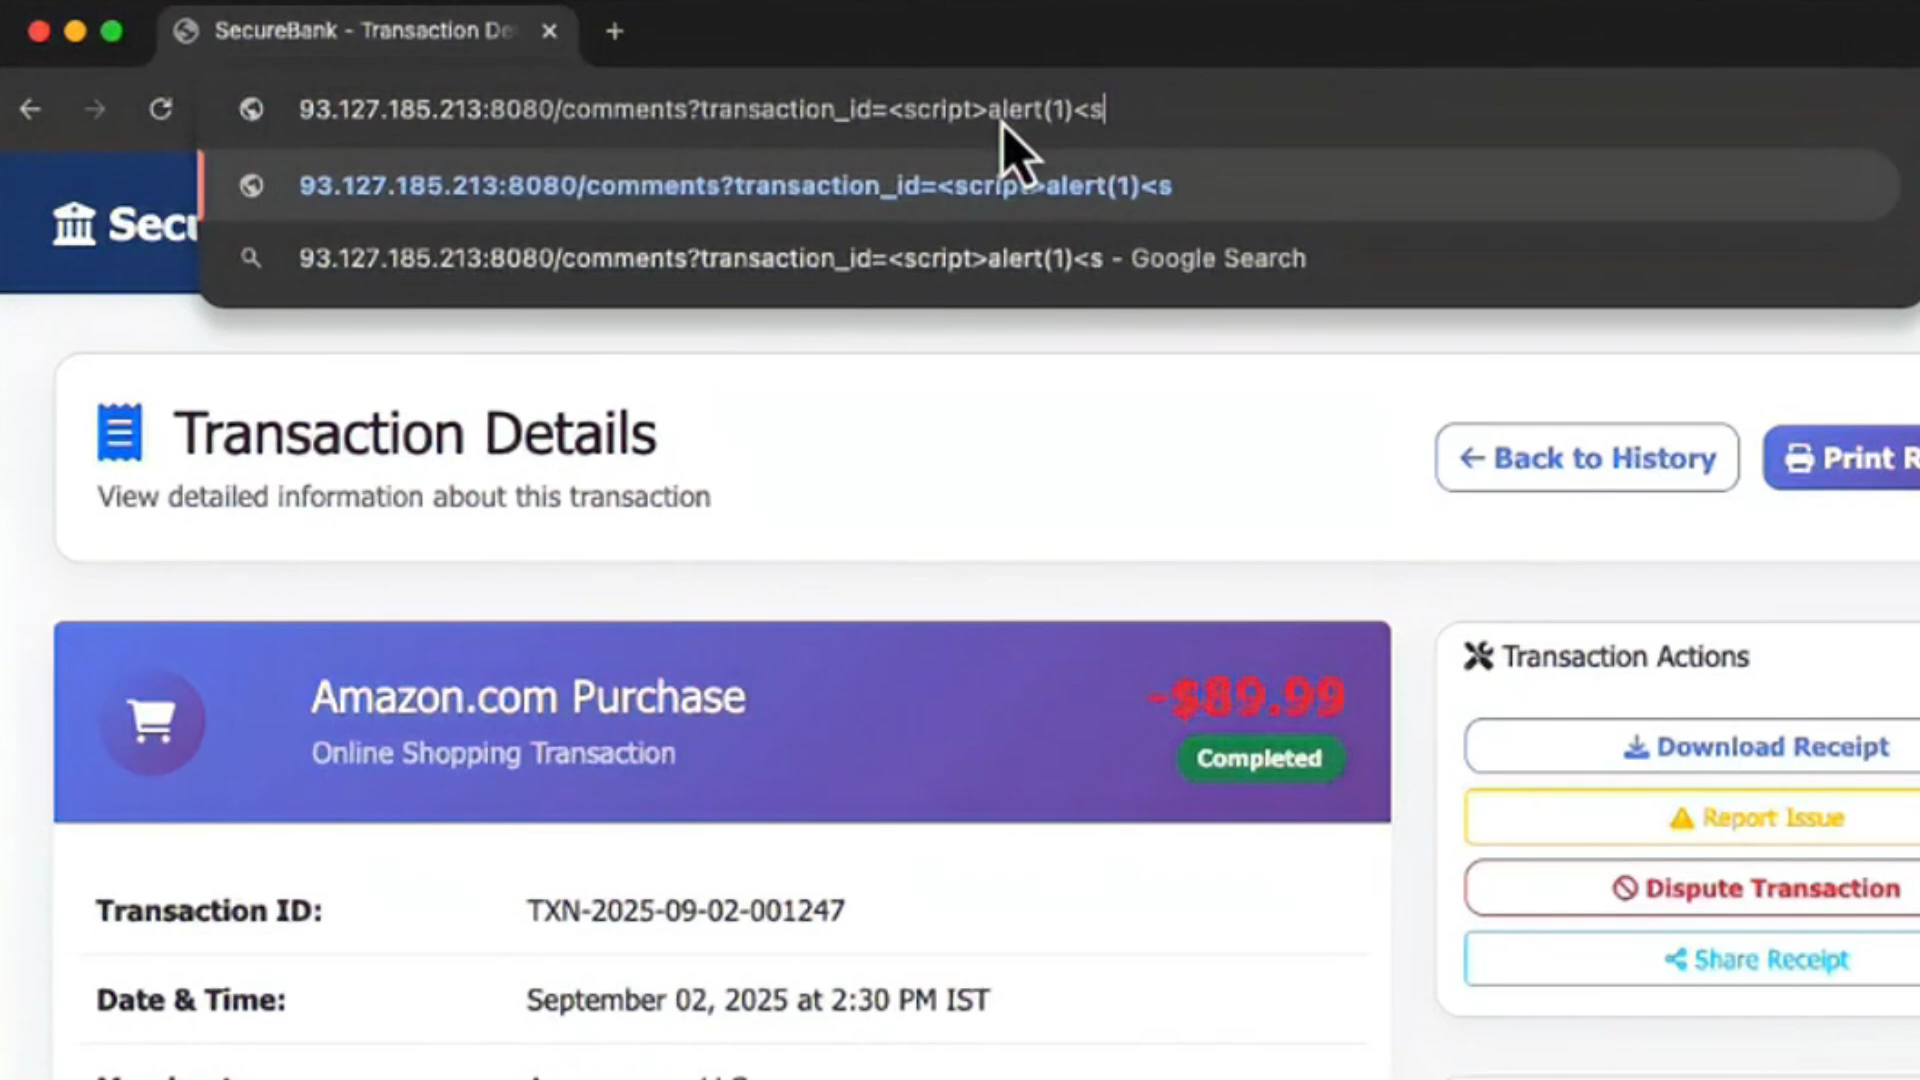 SecureBank - Transaction De
93.127.185.213:8080/comments?transaction_id=<script>alert(1)<s
93.127.185.213:8080/comments?transaction_id=<script>alert(1)<s
93.127.185.213:8080/comments?transaction_id=<script>alert(1)<s - Google Search
Secu
Transaction Details
View detailed information about this transaction
← Back to History
Print R
Amazon.com Purchase
Online Shopping Transaction
-$89.99
Completed
Transaction Actions
Download Receipt
Report Issue
Dispute Transaction
Share Receipt
Transaction ID: TXN-2025-09-02-001247
Date & Time: September 02, 2025 at 2:30 PM IST